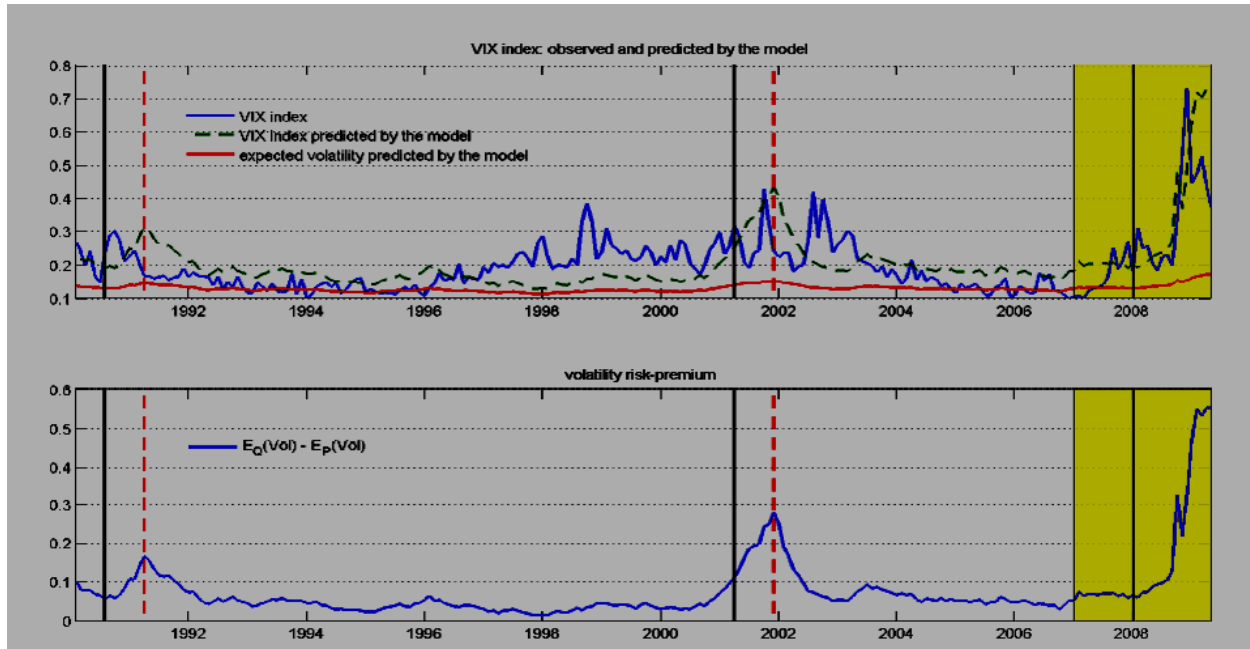 VIX index: observed and predicted by the model
0.8
0.7
0.6
0.5
0.4
0.3
0.2
0.1
VIX index
VIX Index predicted by the model
expected volatility predicted by the model
1992 1994 1996 1998 2000 2002 2004 2006 2008
volatility risk-premium
0.6
0.5
0.4
0.3
0.2
0.1
0
E_Q(Vol) - E_P(Vol)
1992 1994 1996 1998 2000 2002 2004 2006 2008